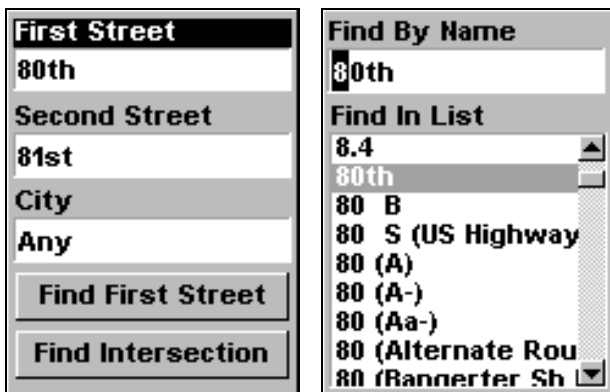 First Street
80th
Second Street
81st
City
Any
Find First Street
Find Intersection
Find By Name
80th
Find In List
8.4
80th
80 B
80 S (US Highway
80 (A)
80 (A-)
80 (Aa-)
80 (Alternate Rou
80 (Bangerter Sh